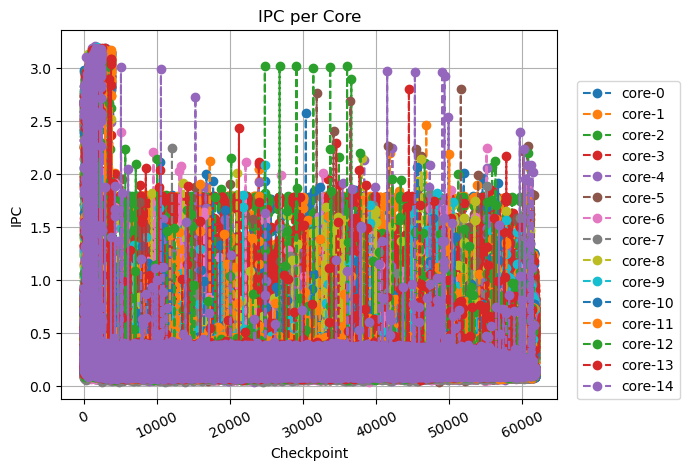 IPC per Core
IPC
3.0
2.5
2.0
1.5
1.0
0.5
0.0
0
10000
20000
30000
40000
50000
60000
Checkpoint
core-0
core-1
core-2
core-3
core-4
core-5
core-6
core-7
core-8
core-9
core-10
core-11
core-12
core-13
core-14